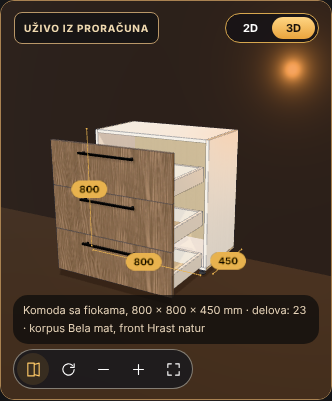 UŽIVO IZ PRORAČUNA
2D 3D
800
800
450
Komoda sa fiokama, 800 × 800 × 450 mm · delova: 23
· korpus Bela mat, front Hrast natur